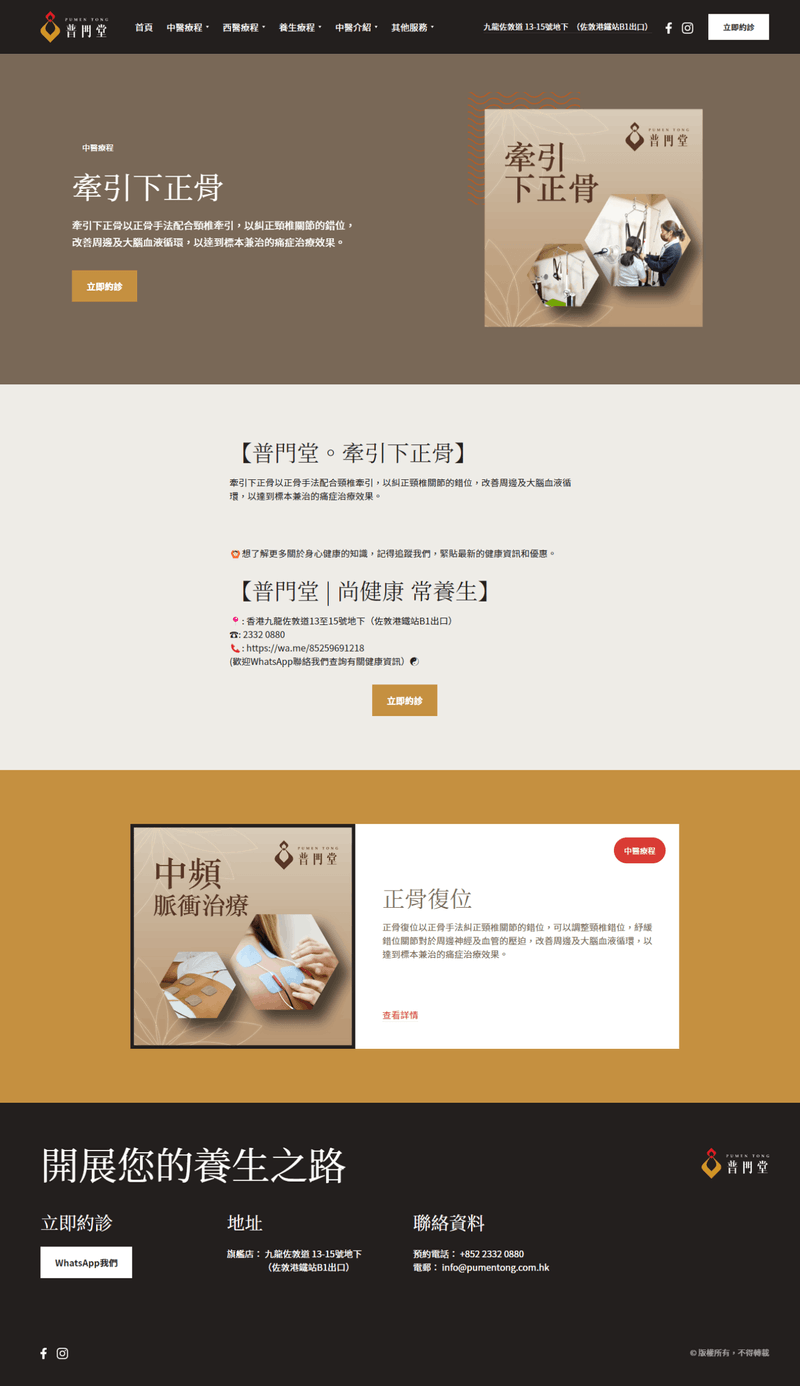 PUMEN TONG
普門堂
首頁 中醫療程 西醫療程 養生療程 中醫介紹 其他服務
九龍佐敦道 13-15號地下 (佐敦港鐵站B1出口)
立即約診
中醫療程
牽引下正骨
牽引下正骨以正骨手法配合頸椎牽引，以糾正頸椎關節的錯位，
改善周邊及大腦血液循環，以達到標本兼治的痛症治療效果。
立即約診
PUMEN TONG
普門堂
牽引
下正骨
【普門堂。牽引下正骨】
牽引下正骨以正骨手法配合頸椎牽引，以糾正頸椎關節的錯位，改善周邊及大腦血液循
環，以達到標本兼治的痛症治療效果。
想了解更多關於身心健康的知識，記得追蹤我們，緊貼最新的健康資訊和優惠。
【普門堂 | 尚健康 常養生】
: 香港九龍佐敦道13至15號地下（佐敦港鐵站B1出口）
☎: 2332 0880
📞 : https://wa.me/85259691218
(歡迎WhatsApp聯絡我們查詢有關健康資訊）☯
立即約診
PUMEN TONG
普門堂
中頻
脈衝治療
中醫療程
正骨復位
正骨復位以正骨手法糾正頸椎關節的錯位，可以調整頸椎錯位，紓緩
錯位關節對於周邊神經及血管的壓迫，改善周邊及大腦血液循環，以
達到標本兼治的痛症治療效果。
查看詳情
開展您的養生之路
PUMEN TONG
普門堂
立即約診
WhatsApp我們
地址
旗艦店： 九龍佐敦道 13-15號地下
（佐敦港鐵站B1出口）
聯絡資料
預約電話： +852 2332 0880
電郵： info@pumentong.com.hk
© 版權所有，不得轉載